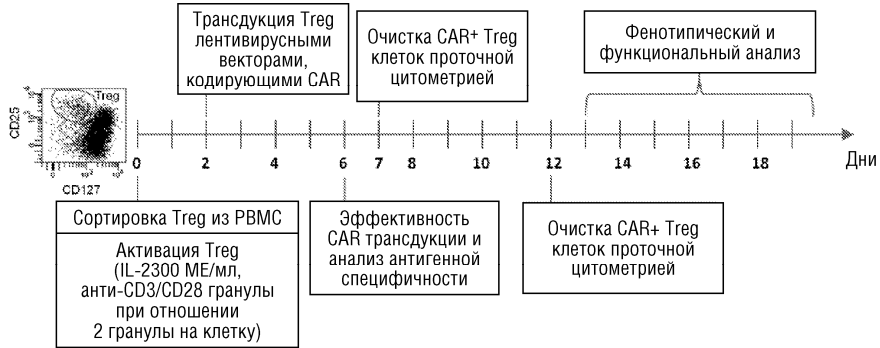 Трансдукция Treg
лентивирусными
векторами,
кодирующими CAR
Очистка CAR⁺ Treg
клеток проточной
цитометрией
Фенотипический и
функциональный анализ
Treg
CD25
CD127
0 2 4 6 7 8 10 12 14 16 18
Дни
Сортировка Treg из PBMC
Активация Treg
(IL-2300 МЕ/мл,
анти-CD3/CD28 гранулы
при отношении
2 гранулы на клетку)
Эффективность
CAR трансдукции и
анализ антигенной
специфичности
Очистка CAR+ Treg
клеток проточной
цитометрией